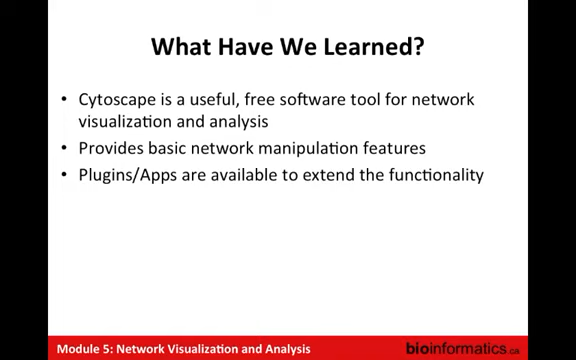 What Have We Learned?
• Cytoscape is a useful, free software tool for network
visualization and analysis
• Provides basic network manipulation features
• Plugins/Apps are available to extend the functionality
Module 5: Network Visualization and Analysis
bioinformatics.ca